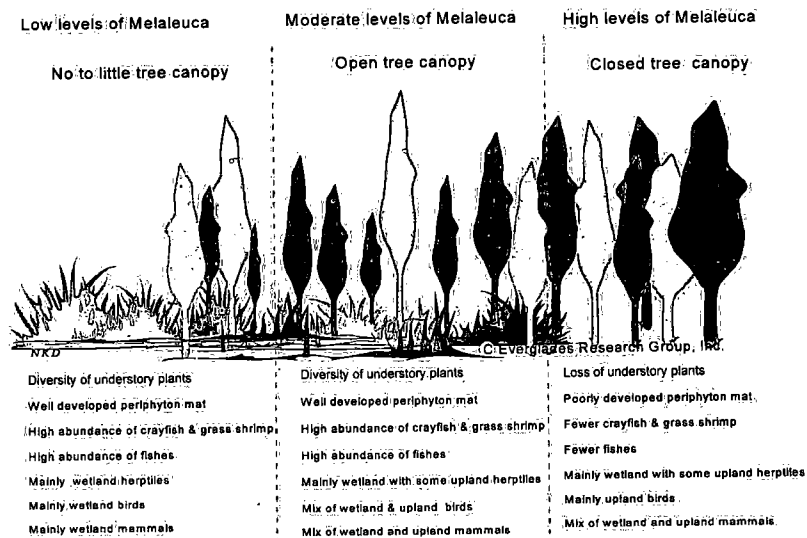 Low levels of Melaleuca
No to little tree canopy
Moderate levels of Melaleuca
Open tree canopy
High levels of Melaleuca
Closed tree canopy
NKD
© Everglades Research Group, Inc.
Diversity of understory plants
Well developed periphyton mat
High abundance of crayfish & grass shrimp
High abundance of fishes
Mainly wetland herptiles
Mainly wetland birds
Mainly wetland mammals
Diversity of understory plants
Well developed periphyton mat
High abundance of crayfish & grass shrimp
High abundance of fishes
Mainly wetland with some upland herptiles
Mix of wetland & upland birds
Mix of wetland and upland mammals
Loss of understory plants
Poorly developed periphyton mat
Fewer crayfish & grass shrimp
Fewer fishes
Mainly wetland with some upland herptiles
Mainly upland birds
Mix of wetland and upland mammals